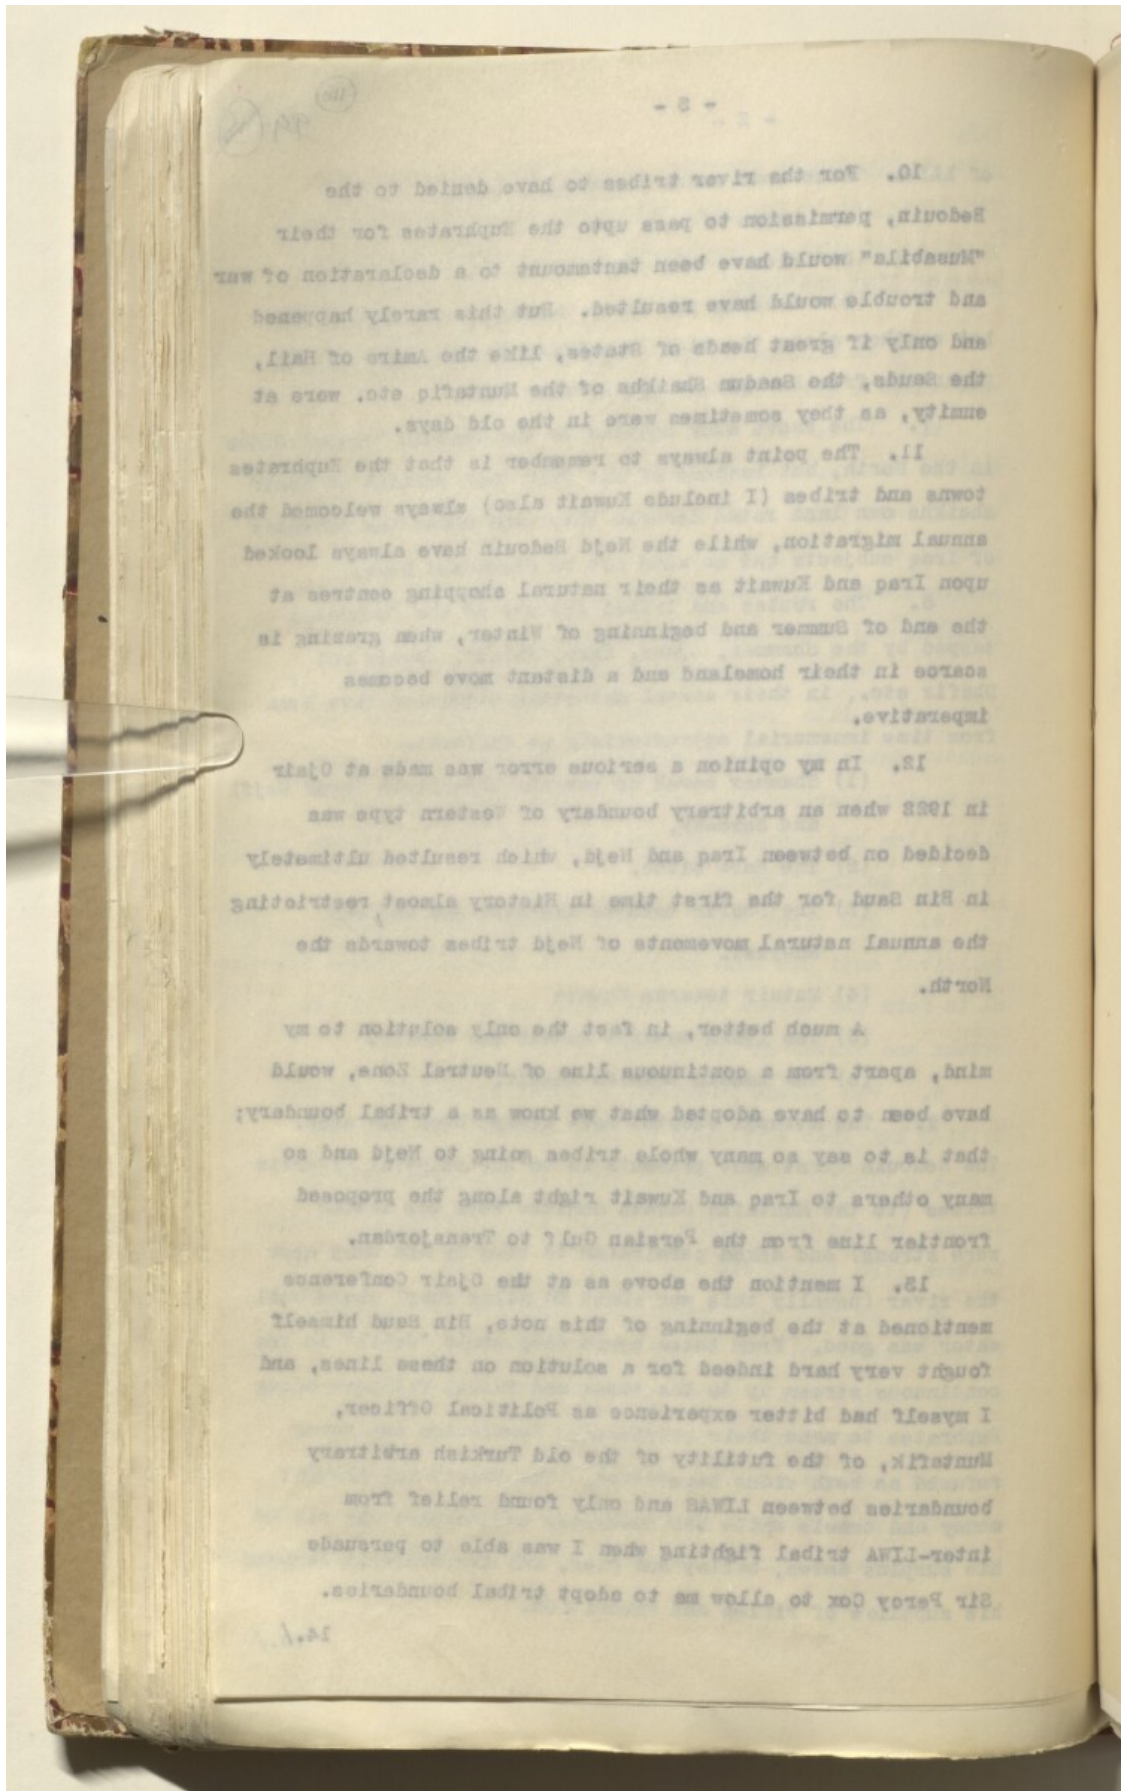 - 3 -
10. For the river tribes to have denied to the
Bedouin, permission to pass upto the Euphrates for their
"Musabila" would have been tantamount to a declaration of war
and trouble would have resulted. But this rarely happened
and only if great heads of States, like the Amirs of Hail,
the Sauds, the Saadun Shaikhs of the Muntafiq etc. were at
enmity, as they sometimes were in the old days.
11. The point always to remember is that the Euphrates
towns and tribes (I include Kuwait also) always welcomed the
annual migration, while the Nejd Bedouin have always looked
upon Iraq and Kuwait as their natural shopping centres at
the end of Summer and beginning of Winter, when grazing is
scarce in their homeland and a distant move becomes
imperative.
12. In my opinion a serious error was made at Ojair
in 1922 when an arbitrary boundary of Western type was
decided on between Iraq and Nejd, which resulted ultimately
in Bin Saud for the first time in History almost restricting
the annual natural movements of Nejd tribes towards the
North.
A much better, in fact the only solution to my
mind, apart from a continuous line of Neutral Zone, would
have been to have adopted what we know as a tribal boundary;
that is to say so many whole tribes going to Nejd and so
many others to Iraq and Kuwait right along the proposed
frontier line from the Persian Gulf to Transjordan.
13. I mention the above as at the Ojair Conference
mentioned at the beginning of this note, Bin Saud himself
fought very hard indeed for a solution on these lines, and
I myself had bitter experience as Political Officer,
Muntafik, of the futility of the old Turkish arbitrary
boundaries between LIWAS and only found relief from
inter-LIWA tribal fighting when I was able to persuade
Sir Percy Cox to allow me to adopt tribal boundaries.
14./